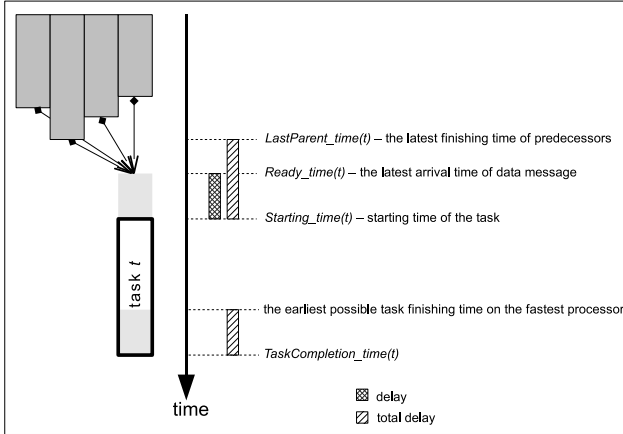 LastParent_time(t) – the latest finishing time of predecessors
Ready_time(t) – the latest arrival time of data message
Starting_time(t) – starting time of the task
task t
the earliest possible task finishing time on the fastest processor
TaskCompletion_time(t)
time
delay
total delay